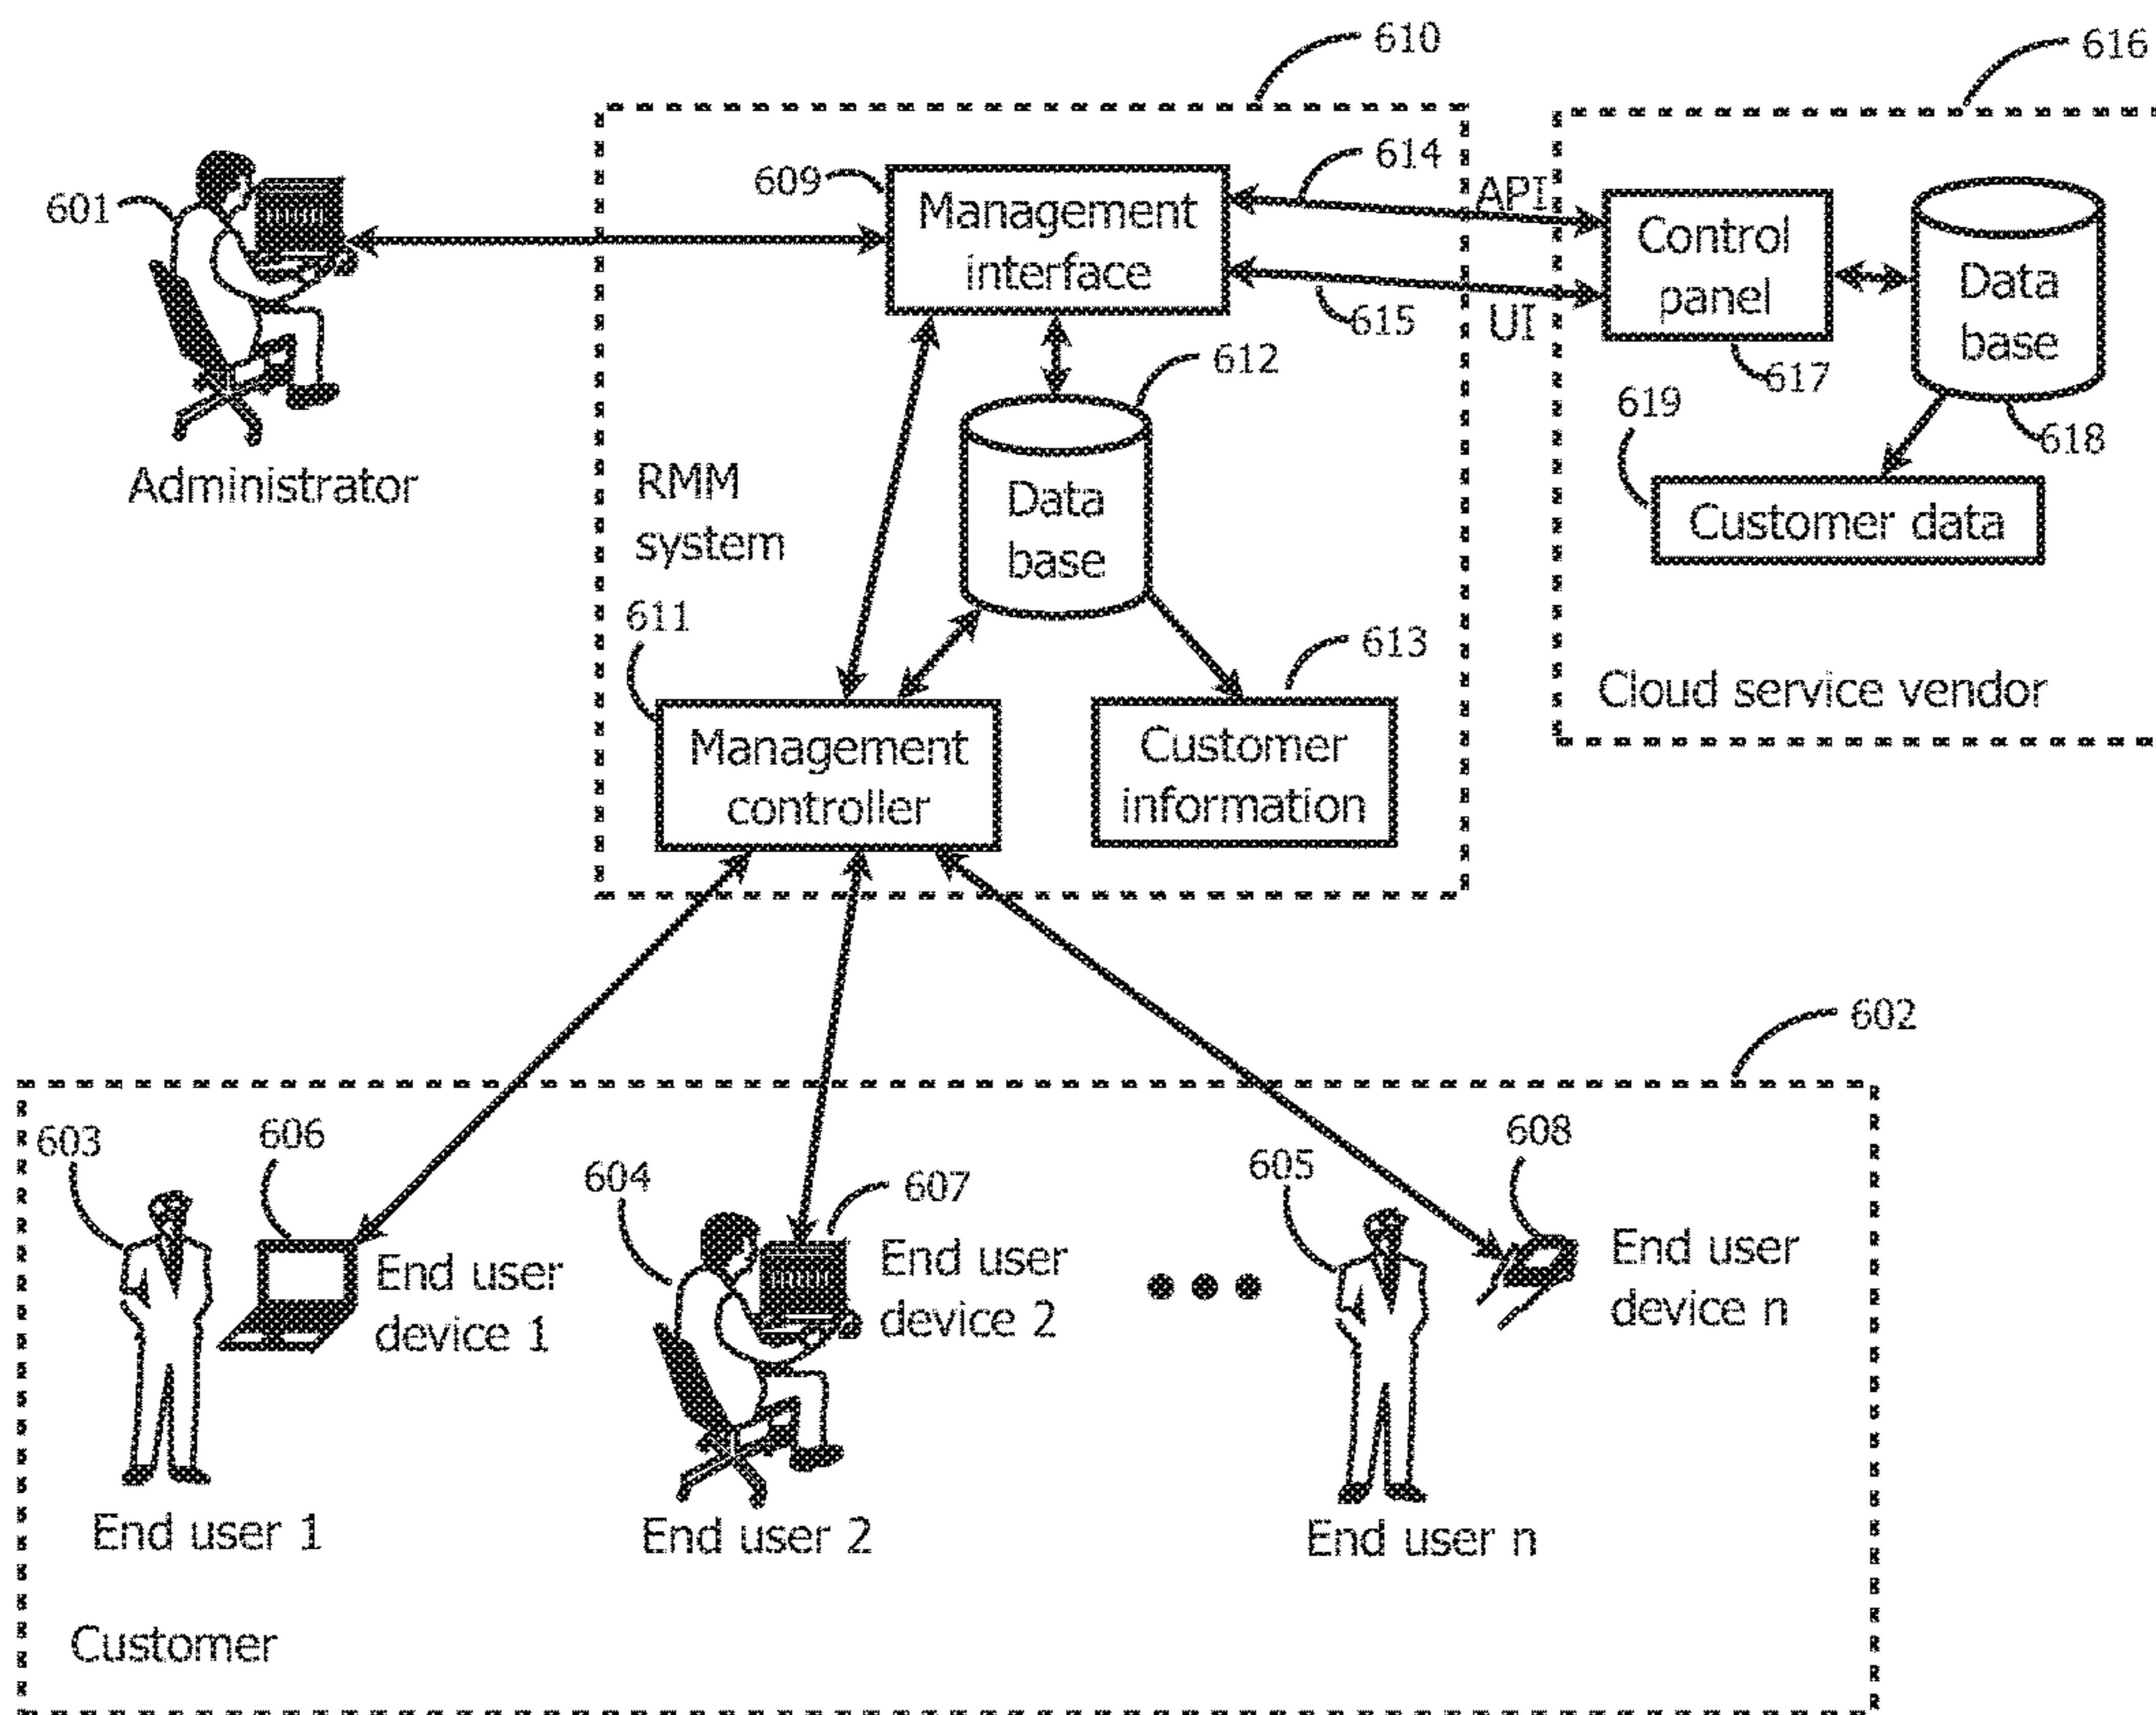 610
616
601
609
Management
interface
614
API
615
UI
Control
panel
617
Data
base
618
619
Customer data
Cloud service vendor
Administrator
RMM
system
612
Data
base
611
Management
controller
613
Customer
information
602
603
606
End user
device 1
604
607
End user
device 2
605
608
End user
device n
End user 1
End user 2
End user n
Customer